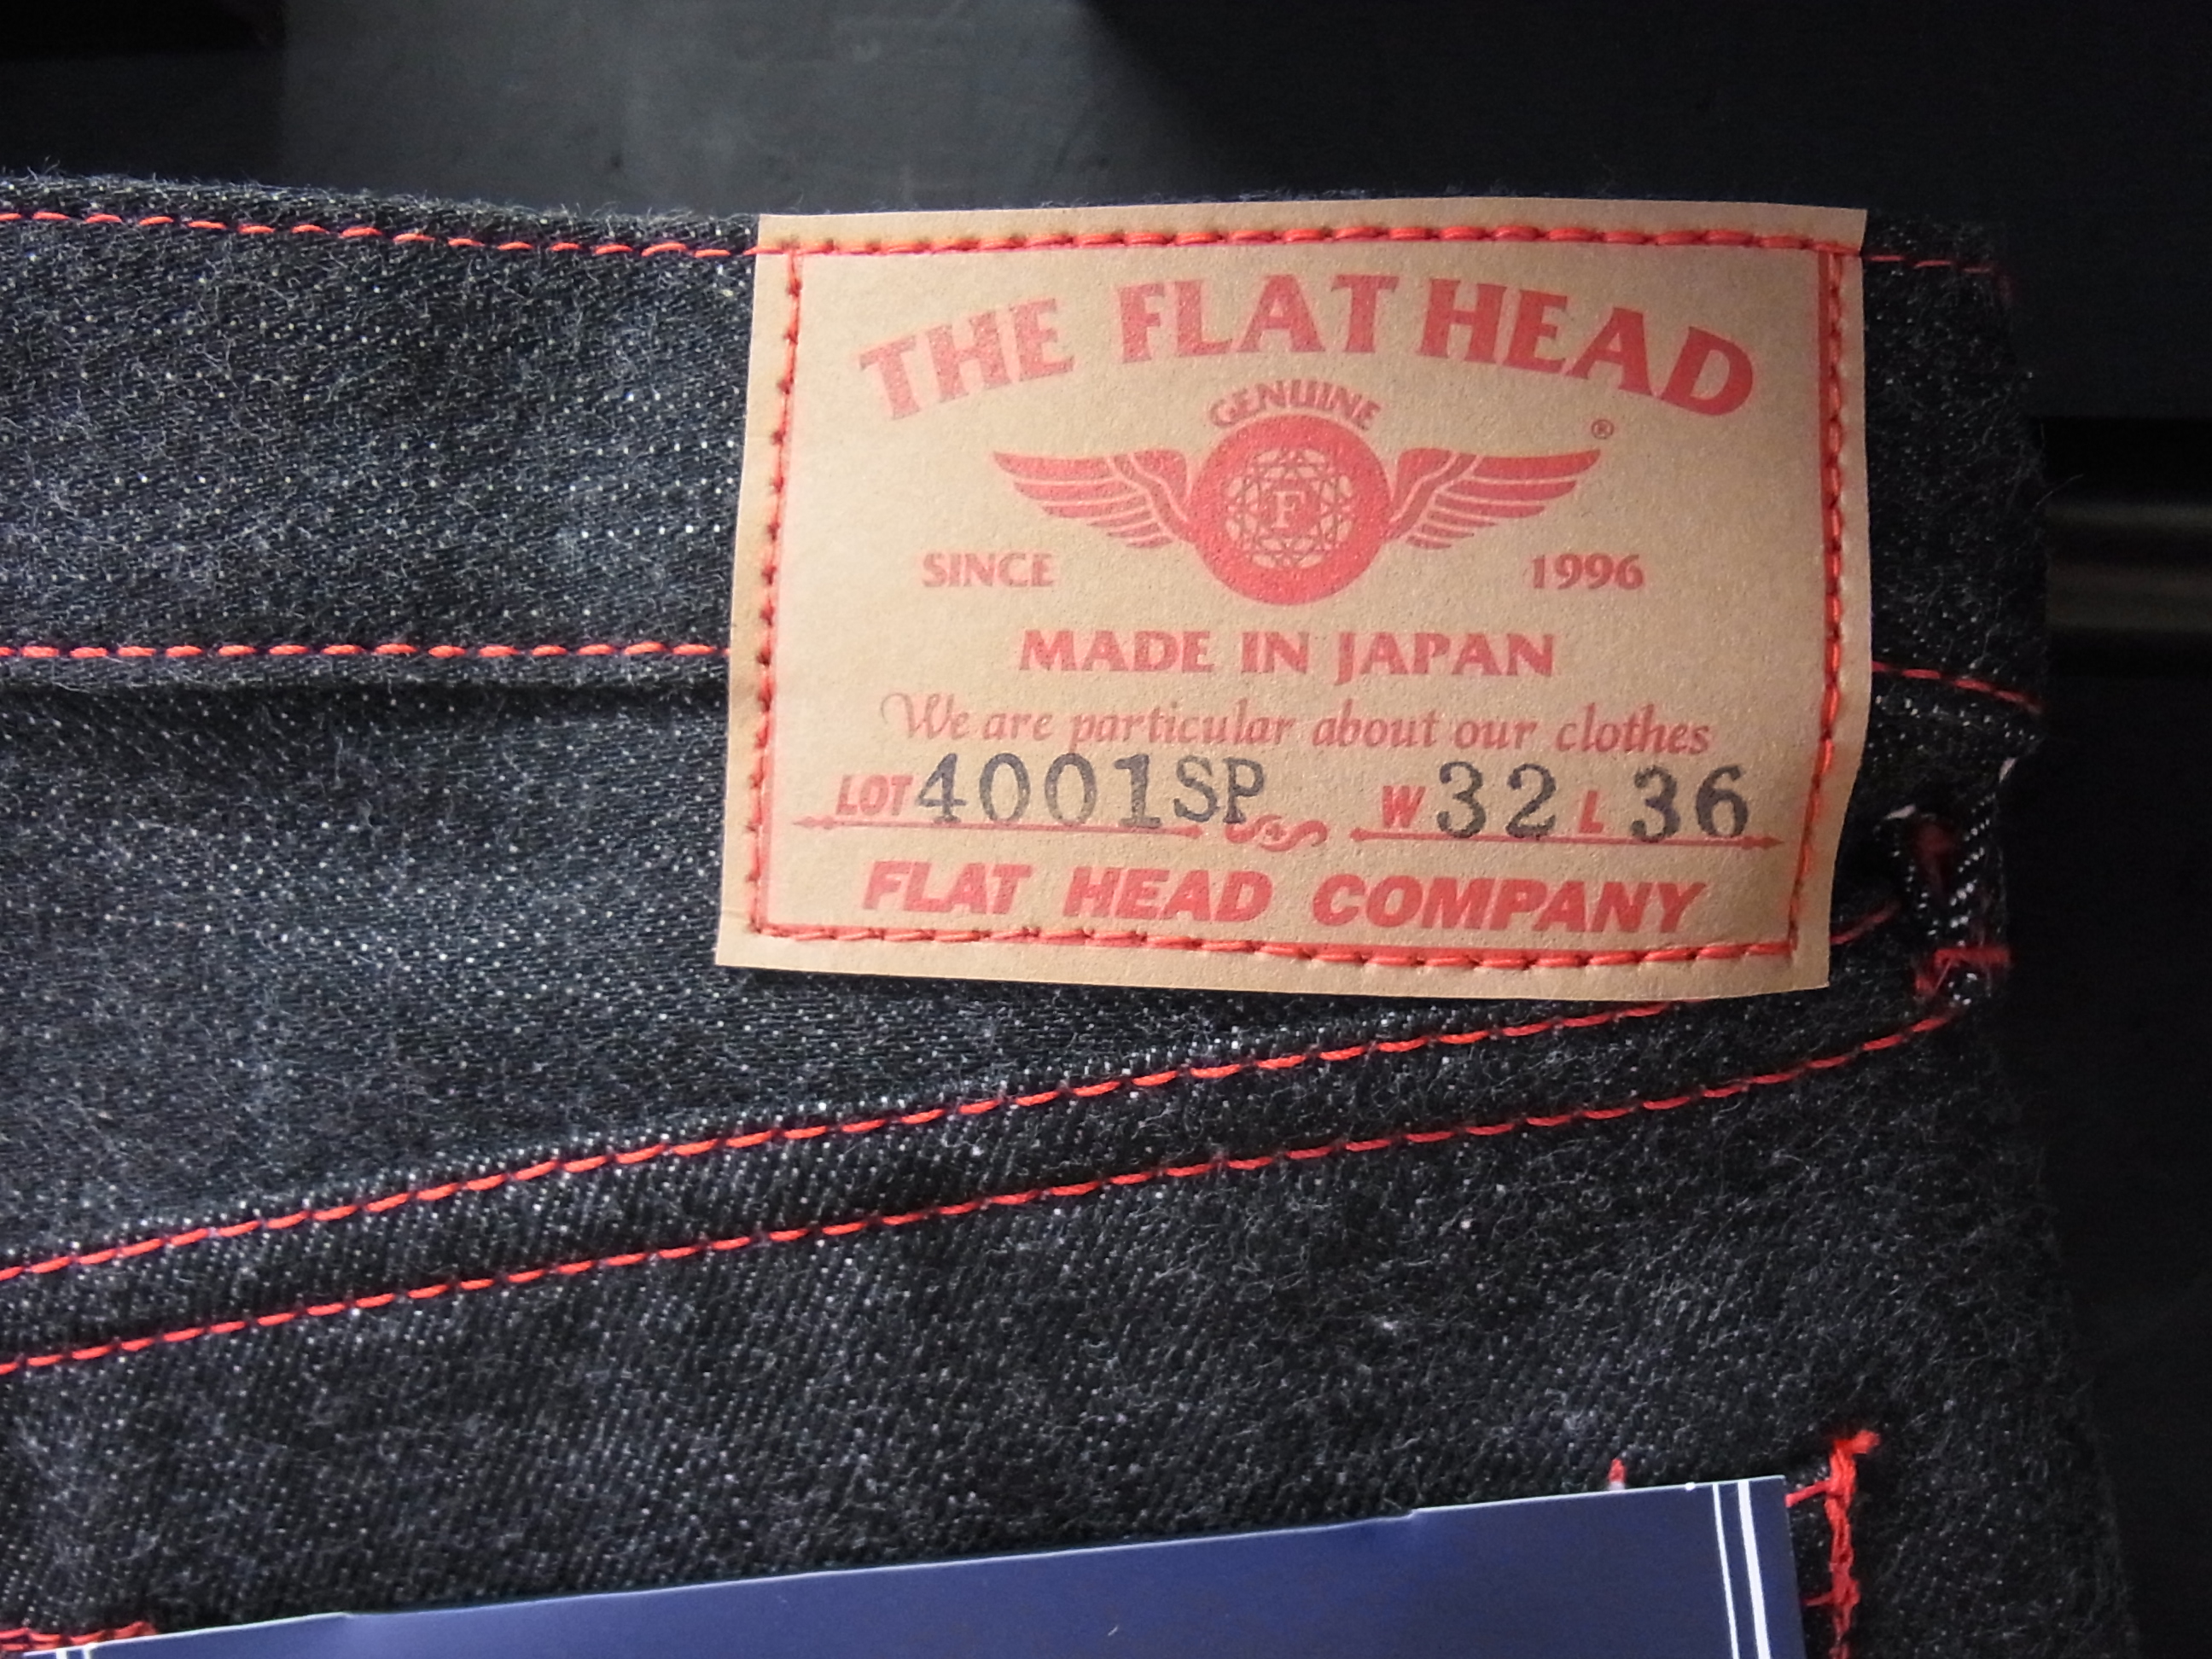 THE FLAT HEAD
GENUINE
®
F
SINCE 1996
MADE IN JAPAN
We are particular about our clothes
LOT 4001SP W 32 L 36
FLAT HEAD COMPANY